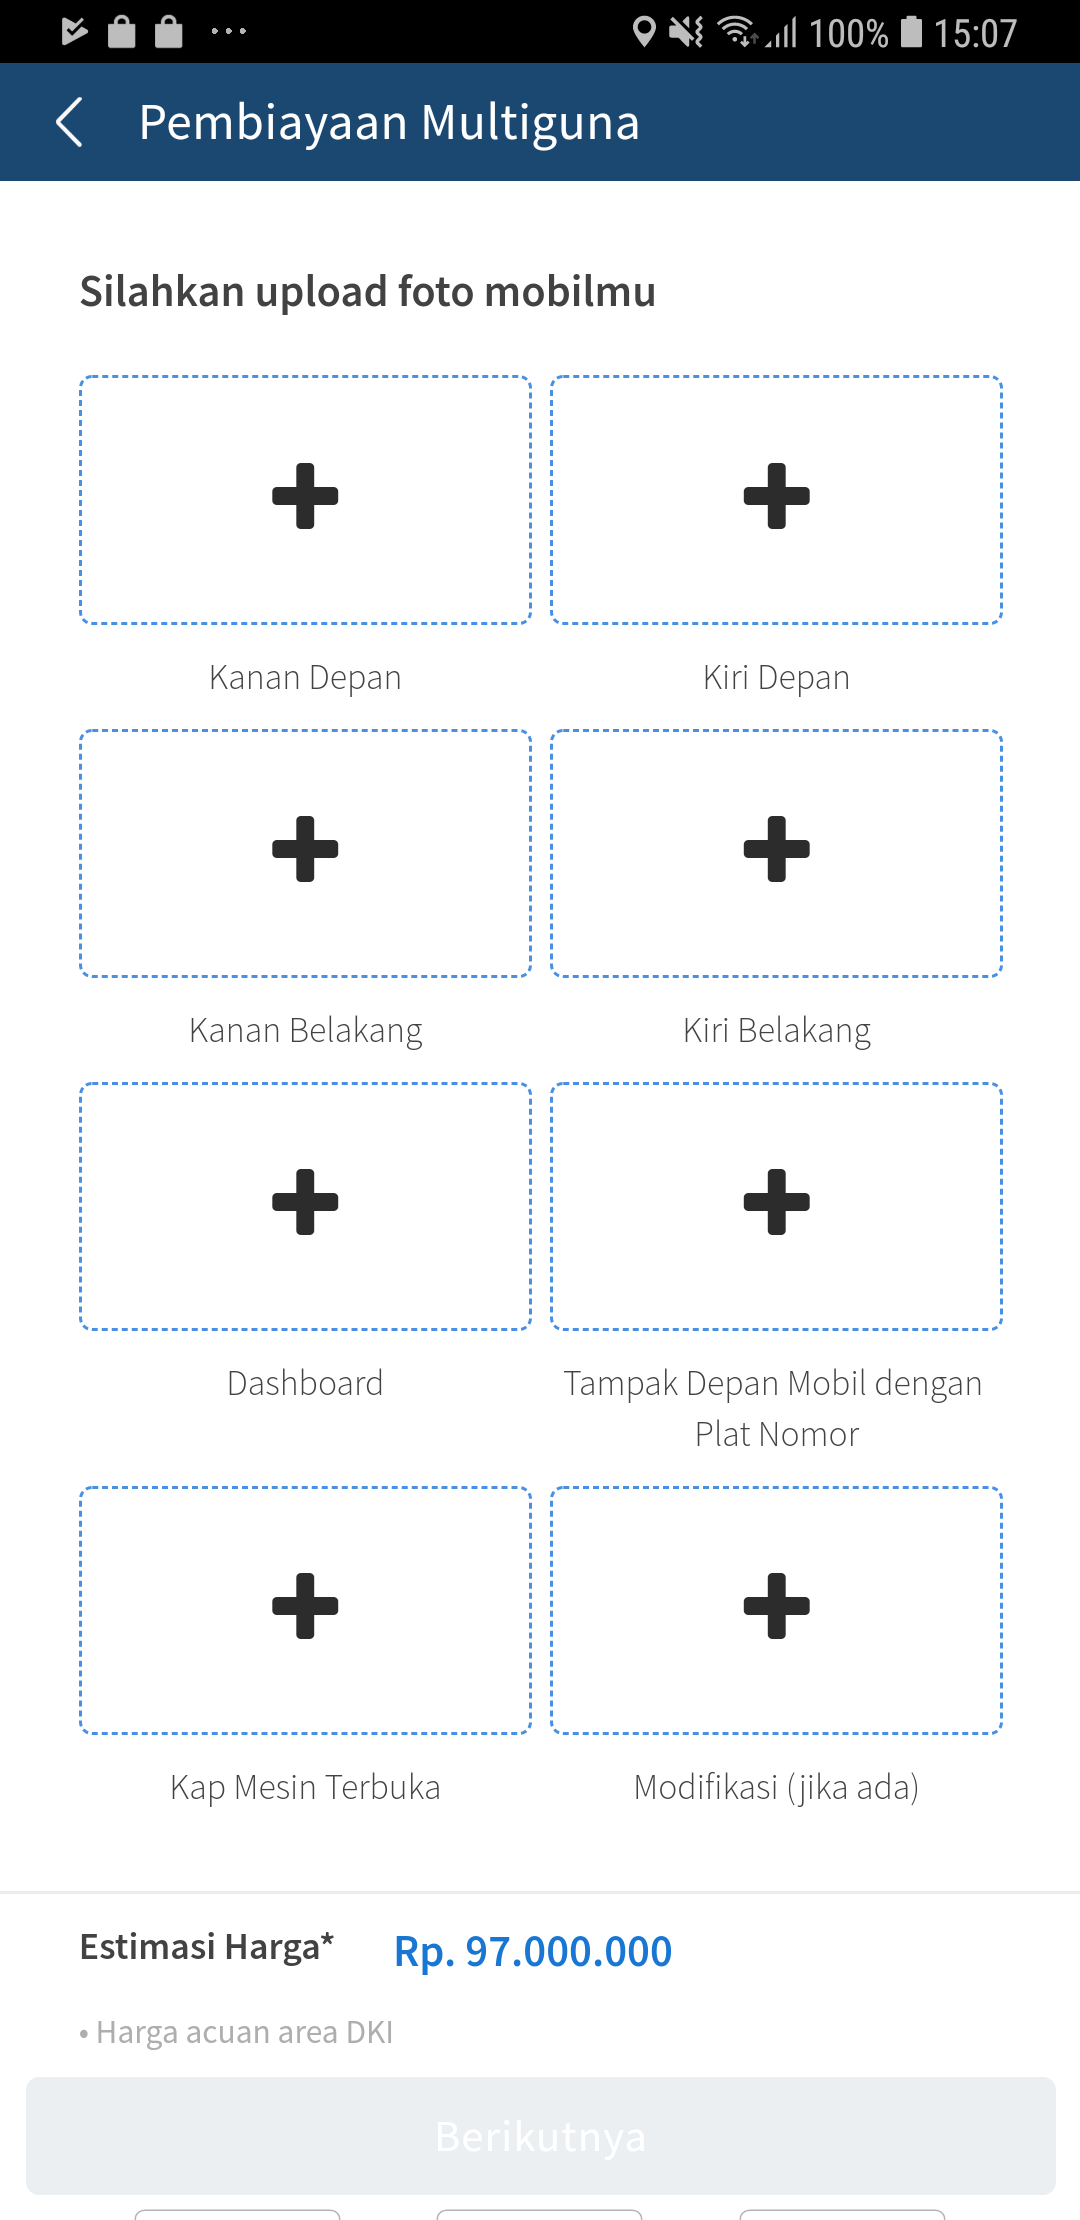 100% 15:07
Pembiayaan Multiguna
Silahkan upload foto mobilmu
Kanan Depan
Kiri Depan
Kanan Belakang
Kiri Belakang
Dashboard
Tampak Depan Mobil dengan
Plat Nomor
Kap Mesin Terbuka
Modifikasi (jika ada)
Estimasi Harga* Rp. 97.000.000
• Harga acuan area DKI
Berikutnya